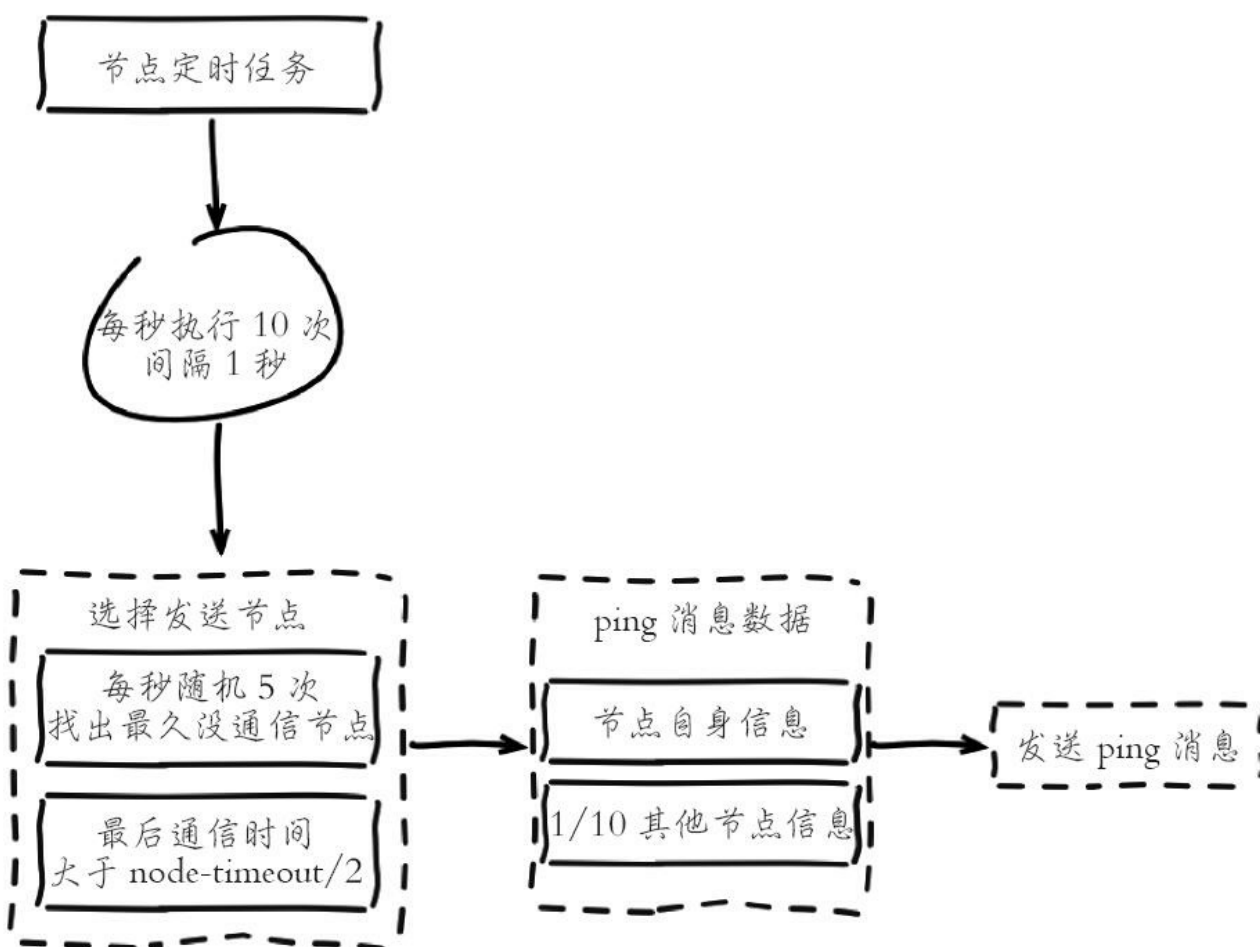 节点定时任务
每秒执行 10 次
间隔 1 秒
选择发送节点
每秒随机 5 次
找出最久没通信节点
最后通信时间
大于 node-timeout/2
ping 消息数据
节点自身信息
1/10 其他节点信息
发送 ping 消息